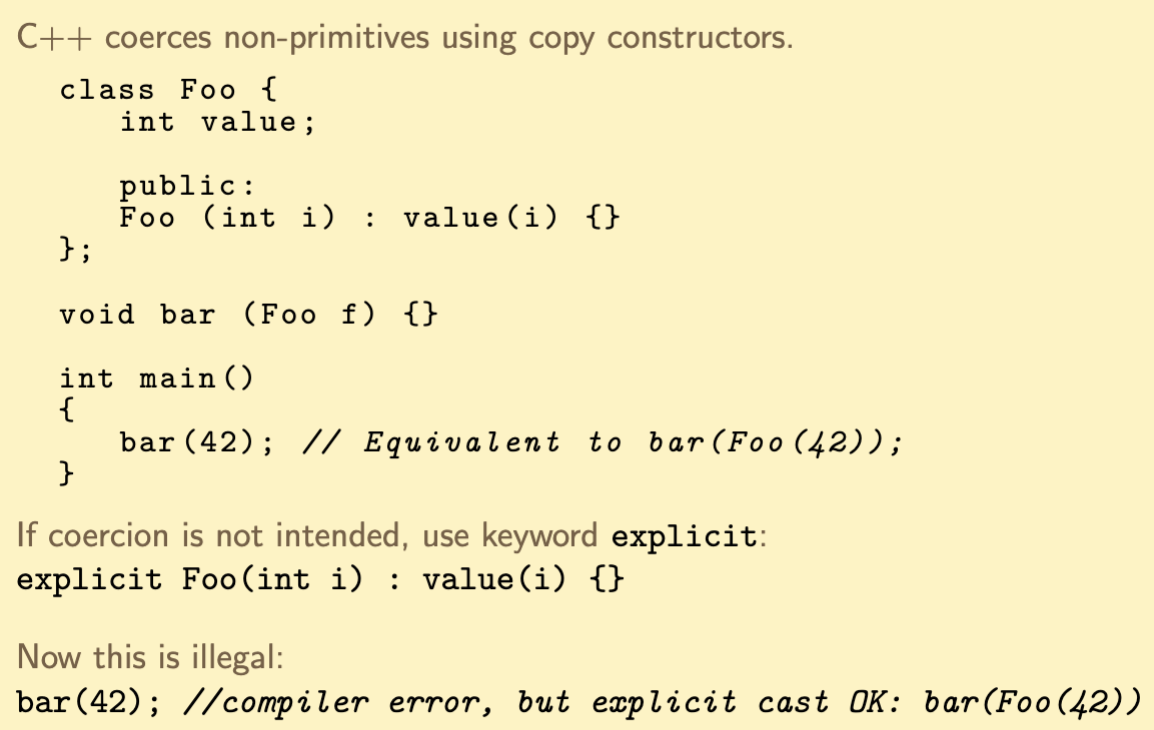 C++ coerces non-primitives using copy constructors.
class Foo {
int value;
public:
Foo (int i) : value(i) {}
};
void bar (Foo f) {}
int main()
{
bar(42); // Equivalent to bar(Foo(42));
}
If coercion is not intended, use keyword explicit:
explicit Foo(int i) : value(i) {}
Now this is illegal:
bar(42); //compiler error, but explicit cast OK: bar(Foo(42))